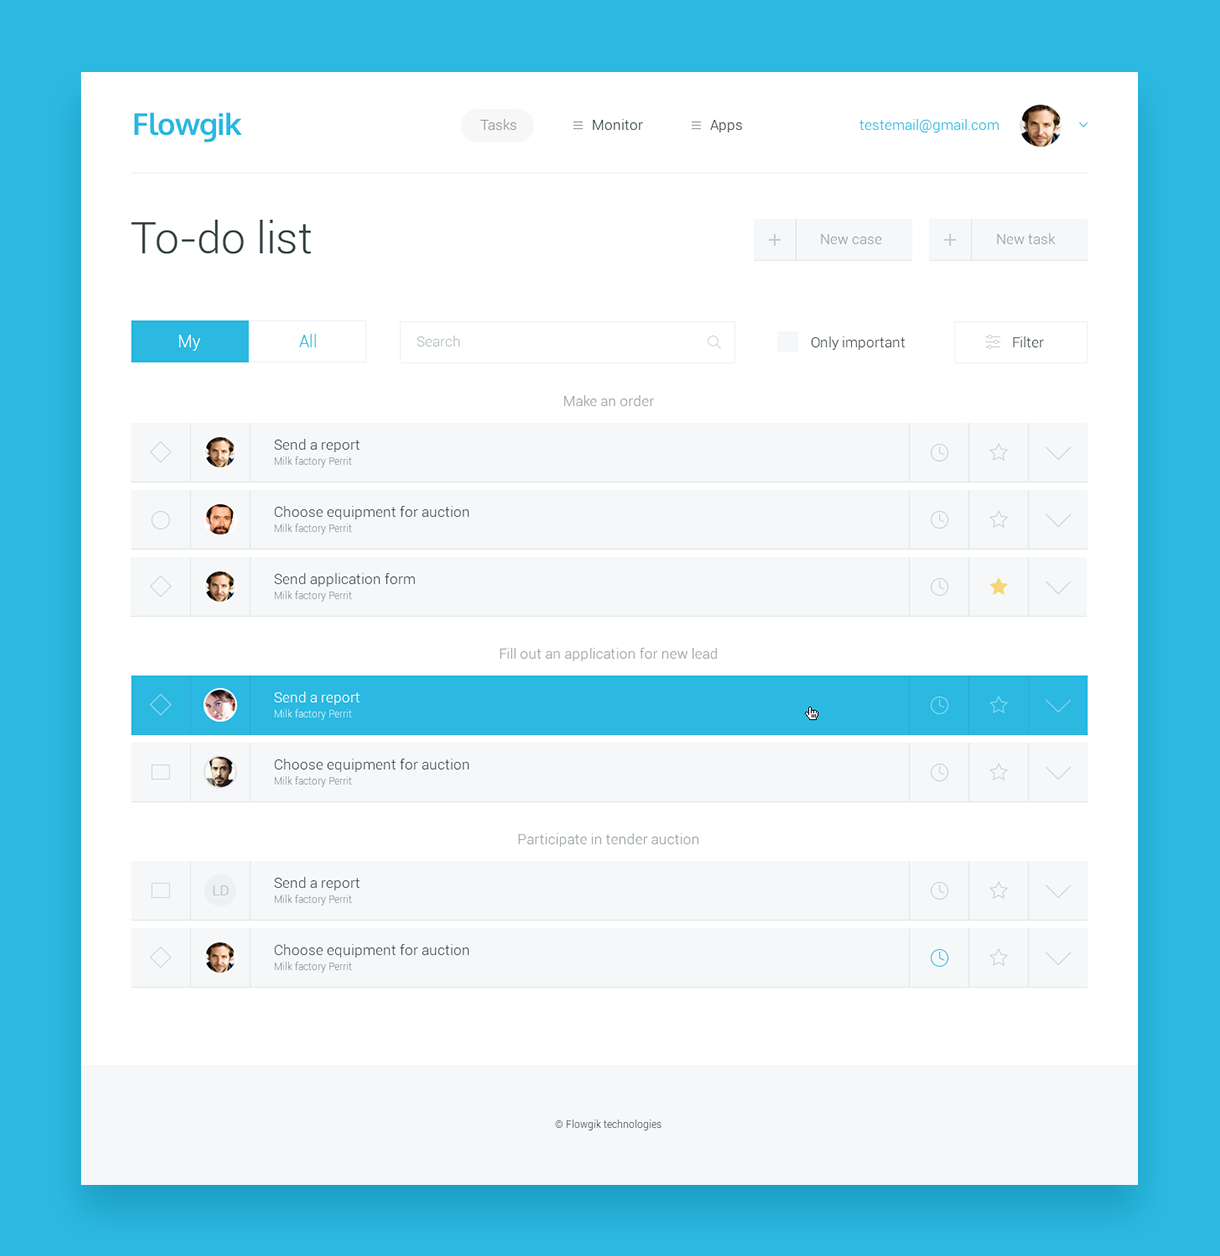 Flowgik
Tasks
Monitor
Apps
testemail@gmail.com
To-do list
New case
New task
My
All
Search
Only important
Filter
Make an order
Send a report
Milk factory Perrit
Choose equipment for auction
Milk factory Perrit
Send application form
Milk factory Perrit
Fill out an application for new lead
Send a report
Milk factory Perrit
Choose equipment for auction
Milk factory Perrit
Participate in tender auction
LD
Send a report
Milk factory Perrit
Choose equipment for auction
Milk factory Perrit
© Flowgik technologies